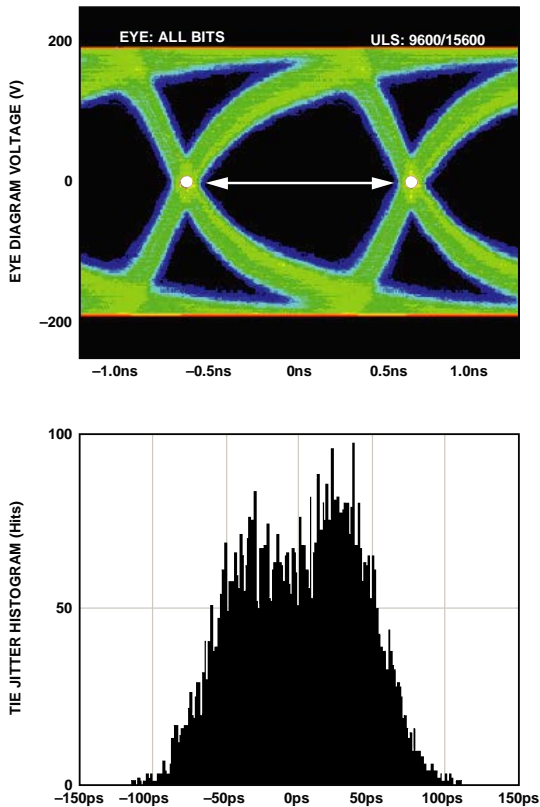 EYE: ALL BITS
ULS: 9600/15600
EYE DIAGRAM VOLTAGE (V)
200
0
–200
–1.0ns –0.5ns 0ns 0.5ns 1.0ns
TIE JITTER HISTOGRAM (Hits)
100
50
0
–150ps –100ps –50ps 0ps 50ps 100ps 150ps